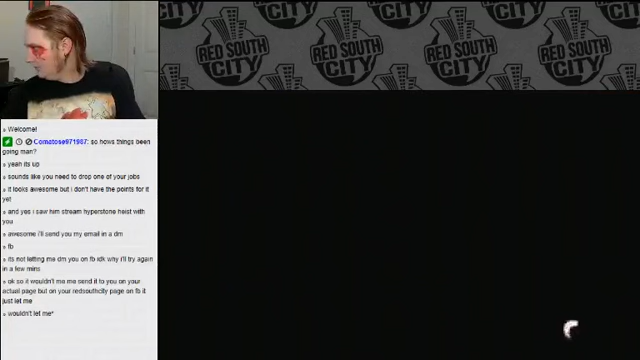 RED SOUTH CITY
RED SOUTH CITY
RED SOUTH CITY
RED SOUTH CITY
» Welcome!
Comatose971987: so hows things been
going man?
» yeah its up
» sounds like you need to drop one of your jobs
» it looks awesome but i don't have the points for it
yet
» and yes i saw him stream hyperstone heist with
you
» awesome i'll send you my email in a dm
» fb
» its not letting me dm you on fb idk why i'll try again
in a few mins
» ok so it wouldn't me me send it to you on your
actual page but on your redsouthcity page on fb it
just let me
» wouldn't let me*